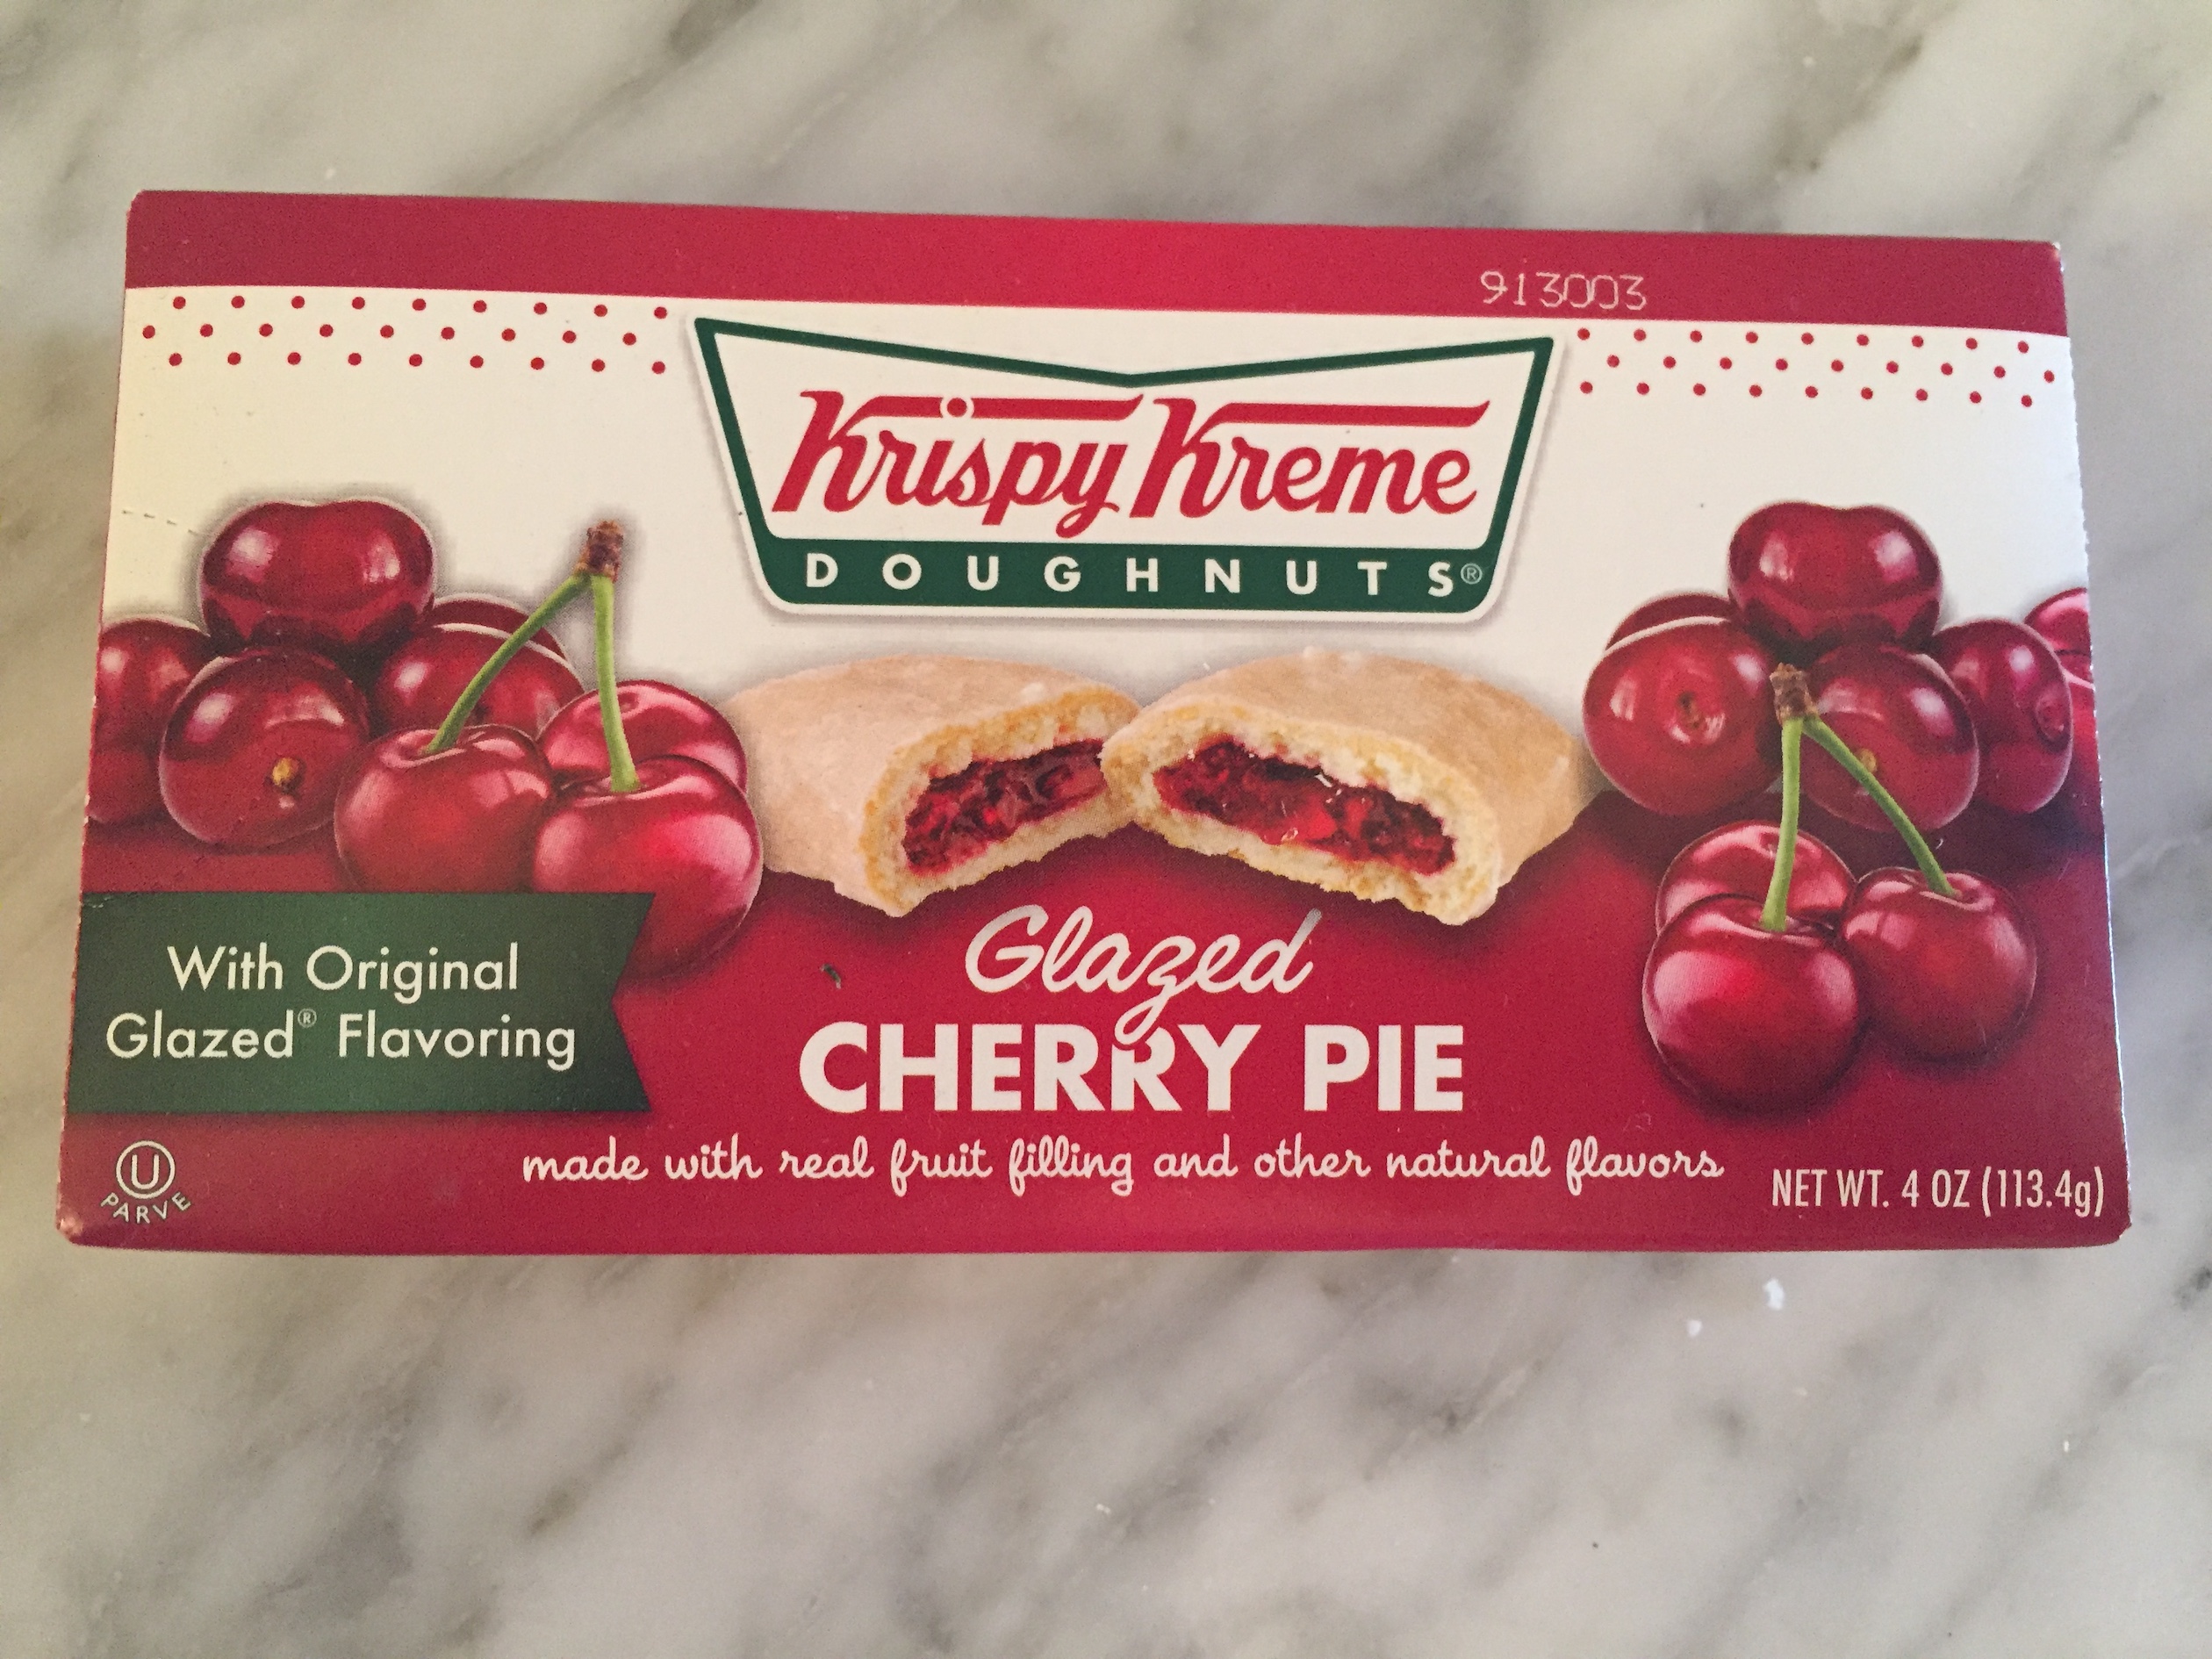 913003
Krispy Kreme
DOUGHNUTS®
With Original
Glazed® Flavoring
Glazed
CHERRY PIE
made with real fruit filling and other natural flavors
U
PARVE
NET WT. 4 OZ (113.4g)